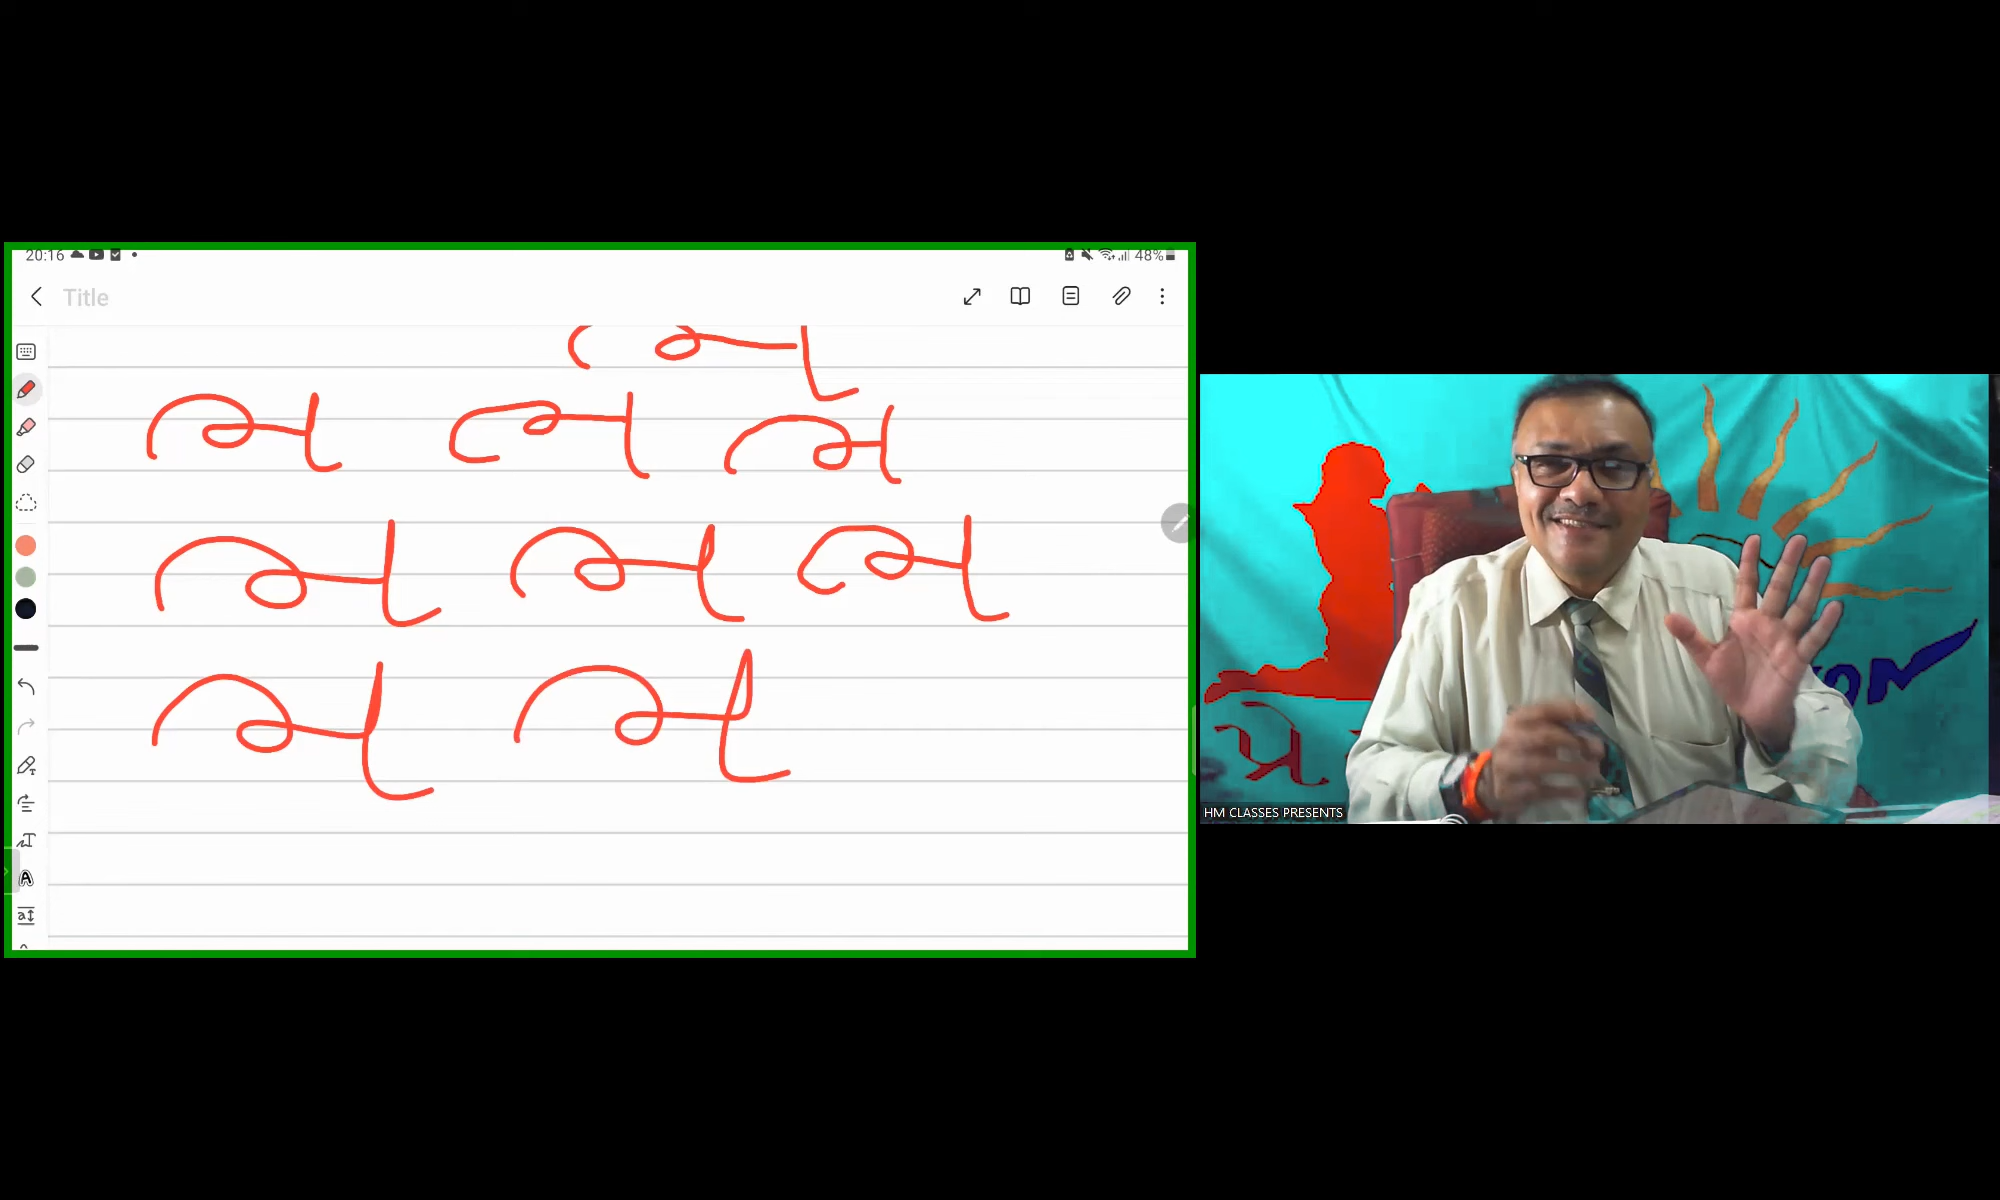 20:16 48%
Title
ભ
ભ ભ ભ
ભ ભ ભ
ભ ભ
પ્રે
HM CLASSES PRESENTS